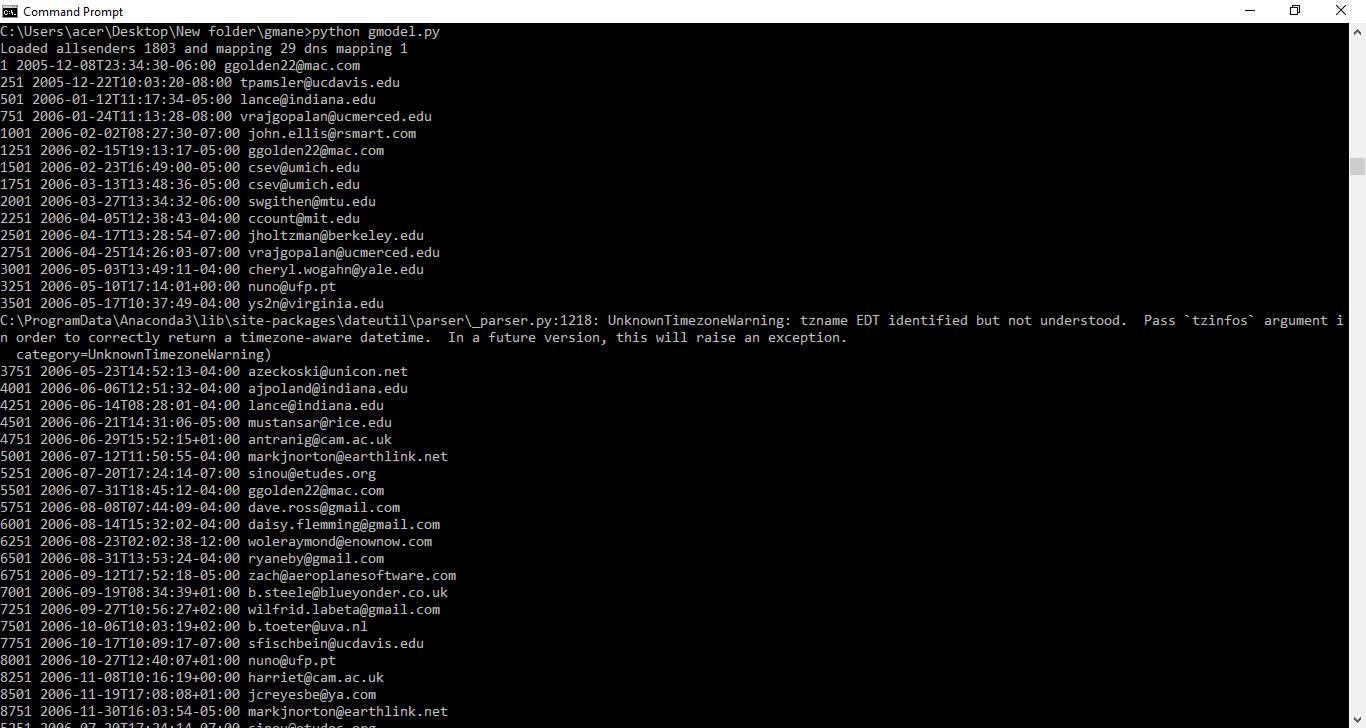 Command Prompt
C:\Users\acer\Desktop\New folder\gmane>python gmodel.py
Loaded allsenders 1803 and mapping 29 dns mapping 1
1 2005-12-08T23:34:30-06:00 ggolden22@mac.com
251 2005-12-22T10:03:20-08:00 tpamsler@ucdavis.edu
501 2006-01-12T11:17:34-05:00 lance@indiana.edu
751 2006-01-24T11:13:28-08:00 vrajgopalan@ucmerced.edu
1001 2006-02-02T08:27:30-07:00 john.ellis@rsmart.com
1251 2006-02-15T19:13:17-05:00 ggolden22@mac.com
1501 2006-02-23T16:49:00-05:00 csev@umich.edu
1751 2006-03-13T13:48:36-05:00 csev@umich.edu
2001 2006-03-27T13:34:32-06:00 swgithen@mtu.edu
2251 2006-04-05T12:38:43-04:00 ccount@mit.edu
2501 2006-04-17T13:28:54-07:00 jholtzman@berkeley.edu
2751 2006-04-25T14:26:03-07:00 vrajgopalan@ucmerced.edu
3001 2006-05-03T13:49:11-04:00 cheryl.wogahn@yale.edu
3251 2006-05-10T17:14:01+00:00 nuno@ufp.pt
3501 2006-05-17T10:37:49-04:00 ys2n@virginia.edu
C:\ProgramData\Anaconda3\lib\site-packages\dateutil\parser\_parser.py:1218: UnknownTimezoneWarning: tzname EDT identified but not understood.  Pass `tzinfos` argument i
n order to correctly return a timezone-aware datetime.  In a future version, this will raise an exception.
  category=UnknownTimezoneWarning)
3751 2006-05-23T14:52:13-04:00 azeckoski@unicon.net
4001 2006-06-06T12:51:32-04:00 ajpoland@indiana.edu
4251 2006-06-14T08:28:01-04:00 lance@indiana.edu
4501 2006-06-21T14:31:06-05:00 mustansar@rice.edu
4751 2006-06-29T15:52:15+01:00 antranig@cam.ac.uk
5001 2006-07-12T11:50:55-04:00 markjnorton@earthlink.net
5251 2006-07-20T17:24:14-07:00 sinou@etudes.org
5501 2006-07-31T18:45:12-04:00 ggolden22@mac.com
5751 2006-08-08T07:44:09-04:00 dave.ross@gmail.com
6001 2006-08-14T15:32:02-04:00 daisy.flemming@gmail.com
6251 2006-08-23T02:02:38-12:00 woleraymond@enownow.com
6501 2006-08-31T13:53:24-04:00 ryaneby@gmail.com
6751 2006-09-12T17:52:18-05:00 zach@aeroplanesoftware.com
7001 2006-09-19T08:34:39+01:00 b.steele@blueyonder.co.uk
7251 2006-09-27T10:56:27+02:00 wilfrid.labeta@gmail.com
7501 2006-10-06T10:03:19+02:00 b.toeter@uva.nl
7751 2006-10-17T10:09:17-07:00 sfischbein@ucdavis.edu
8001 2006-10-27T12:40:07+01:00 nuno@ufp.pt
8251 2006-11-08T10:16:19+00:00 harriet@cam.ac.uk
8501 2006-11-19T17:08:08+01:00 jcreyesbe@ya.com
8751 2006-11-30T16:03:54-05:00 markjnorton@earthlink.net
5251 2006-07-20T17:24:14-07:00 sinou@etudes.org